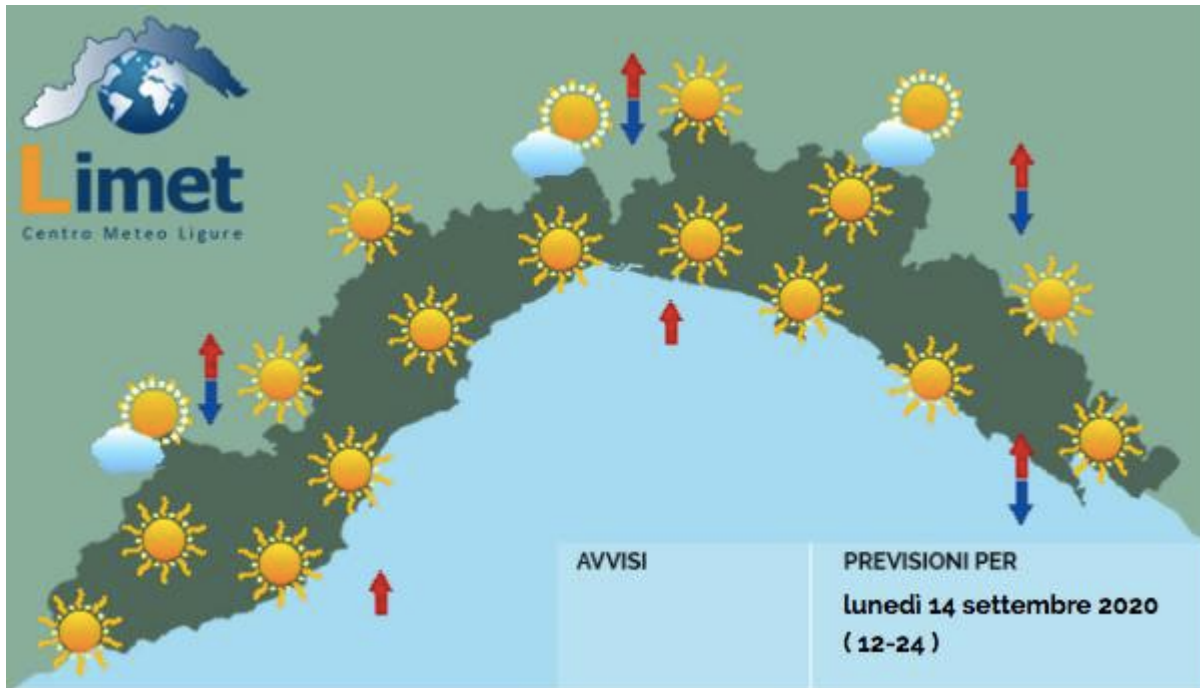 Limet
Centro Meteo Ligure
AVVISI
PREVISIONI PER
lunedì 14 settembre 2020
( 12-24 )